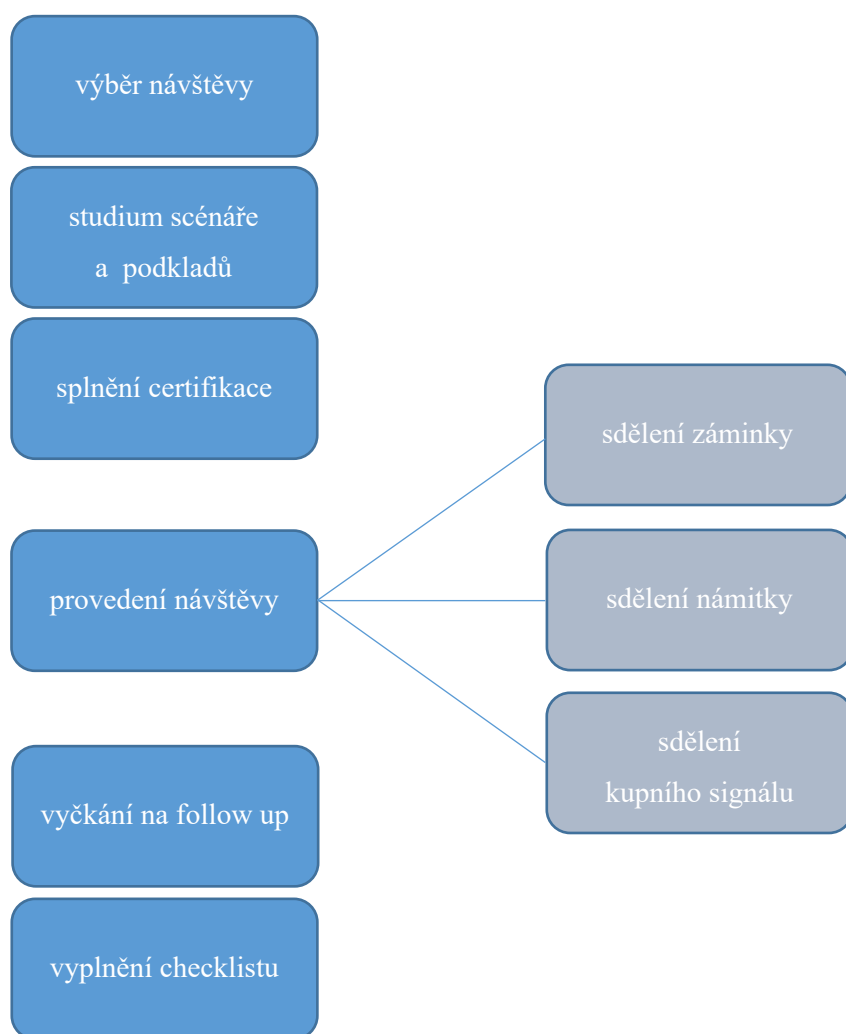 výběr návštěvy
studium scénáře
a podkladů
splnění certifikace
provedení návštěvy
vyčkání na follow up
vyplnění checklistu
sdělení záminky
sdělení námitky
sdělení
kupního signálu